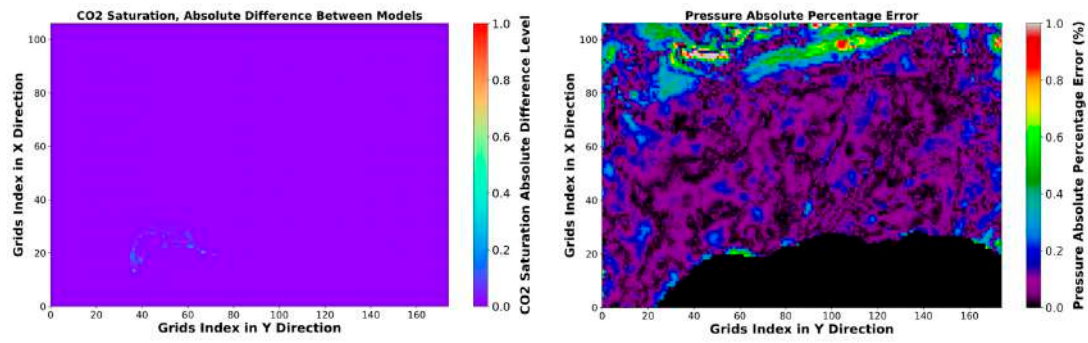 CO2 Saturation, Absolute Difference Between Models
100
80
60
40
20
0
0 20 40 60 80 100 120 140 160
Grids Index in X Direction
Grids Index in Y Direction
1.0
0.8
0.6
0.4
0.2
0.0
CO2 Saturation Absolute Difference Level
Pressure Absolute Percentage Error
100
80
60
40
20
0
0 20 40 60 80 100 120 140 160
Grids Index in X Direction
Grids Index in Y Direction
1.0
0.8
0.6
0.4
0.2
0.0
Pressure Absolute Percentage Error (%)